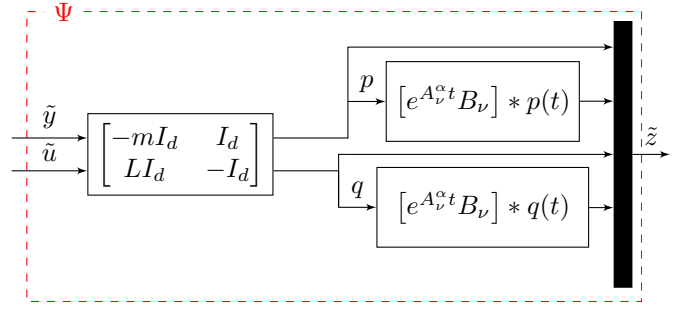 Ψ
p
[e^{A_ν^α t} B_ν] * p(t)
ỹ
[−mI_d I_d
LI_d −I_d]
ũ
z̃
q
[e^{A_ν^α t} B_ν] * q(t)